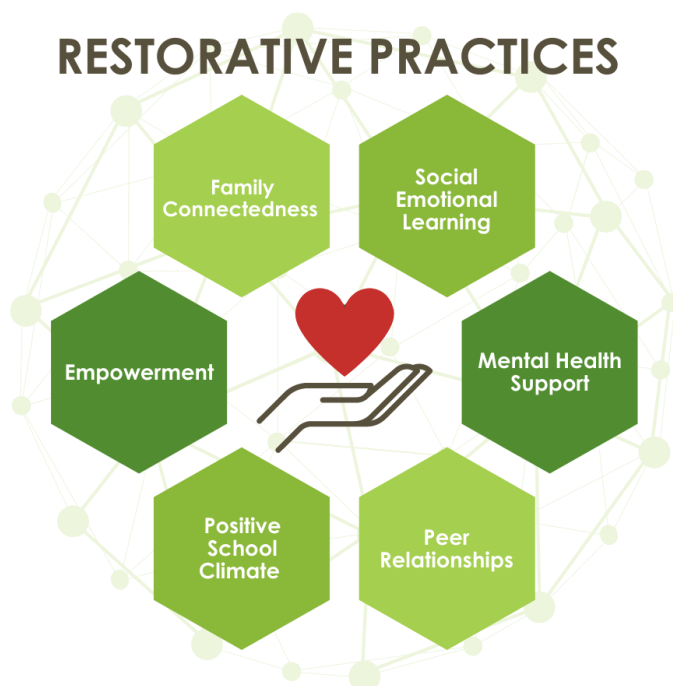 RESTORATIVE PRACTICES
Family
Connectedness
Social
Emotional
Learning
Empowerment
Mental Health
Support
Positive
School
Climate
Peer
Relationships